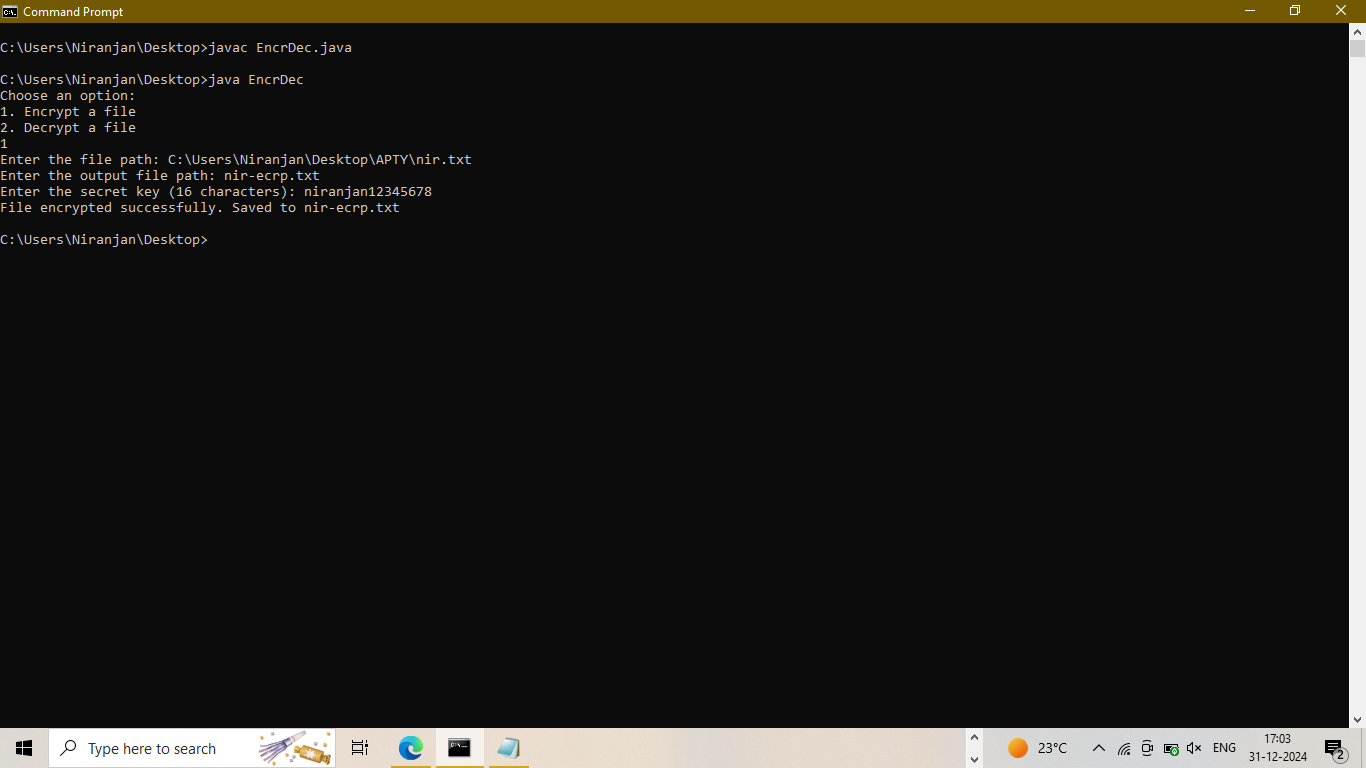 Command Prompt
C:\Users\Niranjan\Desktop>javac EncrDec.java
C:\Users\Niranjan\Desktop>java EncrDec
Choose an option:
1. Encrypt a file
2. Decrypt a file
1
Enter the file path: C:\Users\Niranjan\Desktop\APTY\nir.txt
Enter the output file path: nir-ecrp.txt
Enter the secret key (16 characters): niranjan12345678
File encrypted successfully. Saved to nir-ecrp.txt
C:\Users\Niranjan\Desktop>
Type here to search
23°C
ENG
17:03
31-12-2024
2